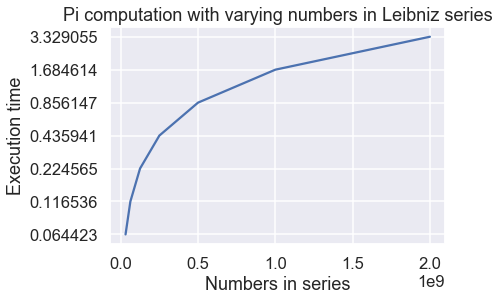 Pi computation with varying numbers in Leibniz series
Execution time
3.329055
1.684614
0.856147
0.435941
0.224565
0.116536
0.064423
0.0 0.5 1.0 1.5 2.0
1e9
Numbers in series